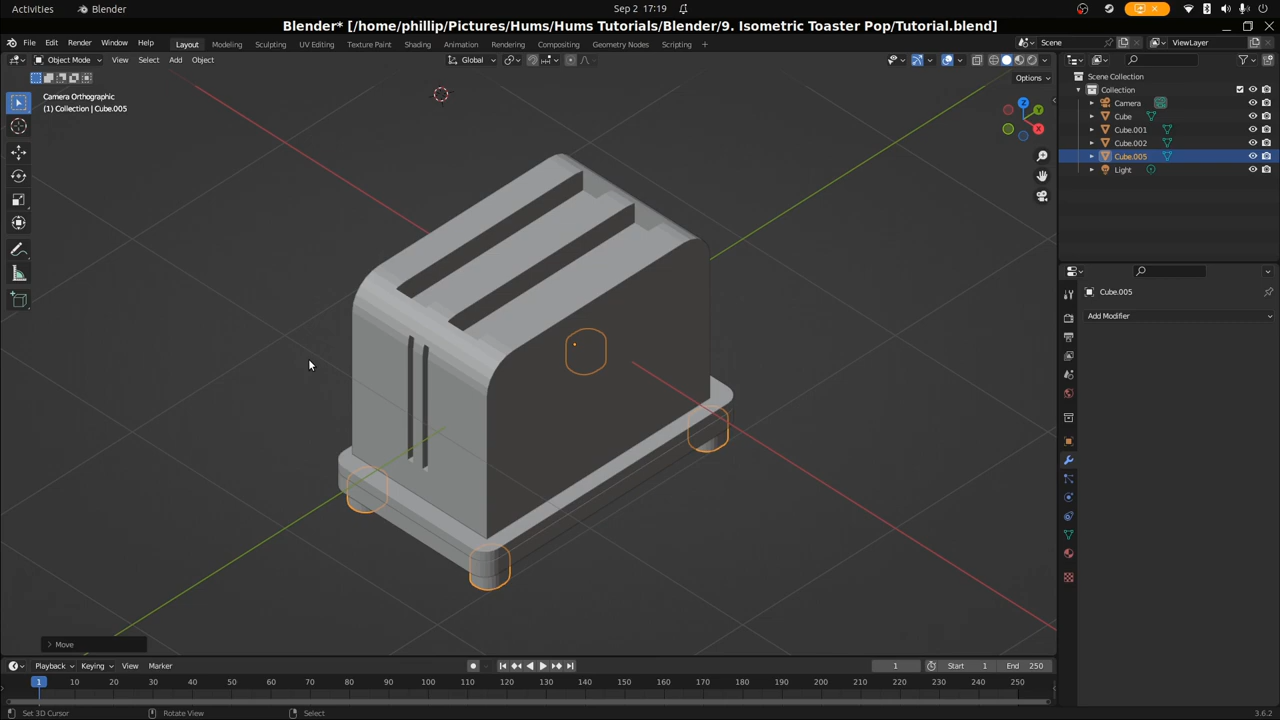 Activities
Blender
Sep 2 17:19
Blender* [/home/phillip/Pictures/Hums/Hums Tutorials/Blender/9. Isometric Toaster Pop/Tutorial.blend]
File Edit Render Window Help
Layout Modeling Sculpting UV Editing Texture Paint Shading Animation Rendering Compositing Geometry Nodes Scripting +
Scene
ViewLayer
Object Mode View Select Add Object
Global
Options
Camera Orthographic
(1) Collection | Cube.005
Z
Y
X
Scene Collection
Collection
Camera
Cube
Cube.001
Cube.002
Cube.005
Light
Cube.005
Add Modifier
Move
Playback Keying View Marker
1
Start 1
End 250
1 10 20 30 40 50 60 70 80 90 100 110 120 130 140 150 160 170 180 190 200 210 220 230 240 250
Set 3D Cursor
Rotate View
Select
3.6.2